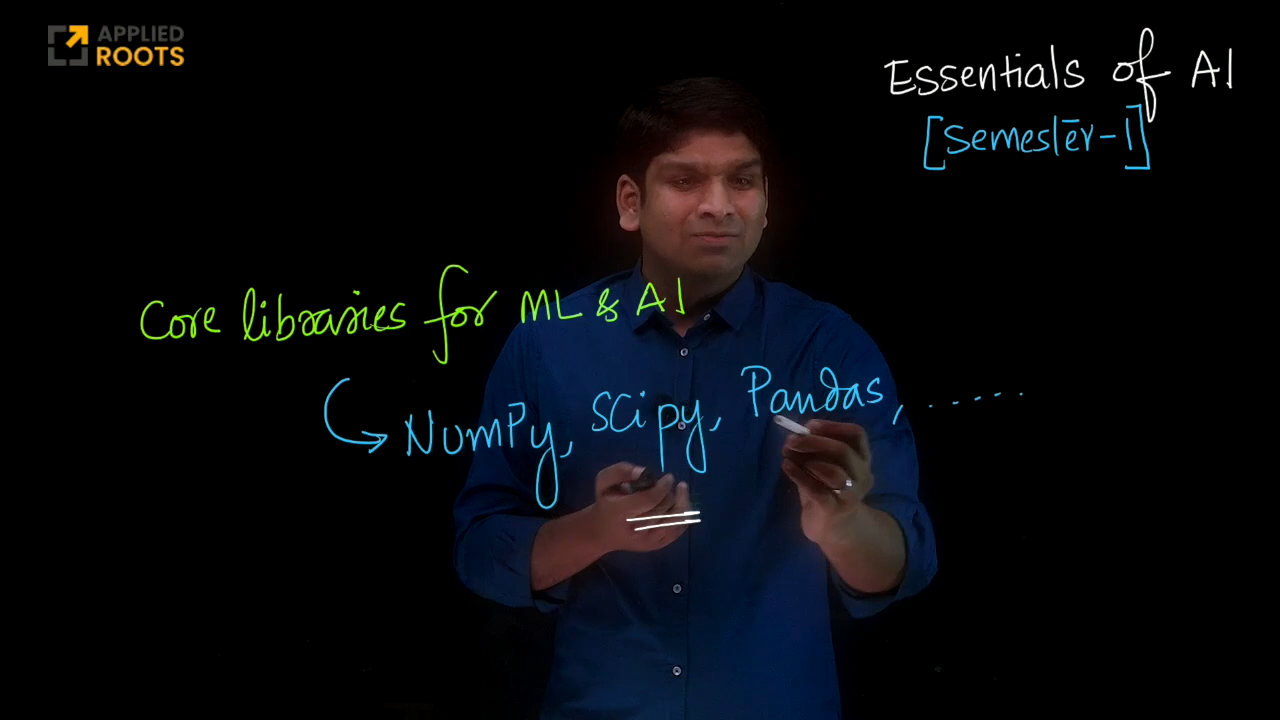 APPLIED
ROOTS
Essentials of AI
[Semester-1]
Core libraries for ML & AI
NumPy, SCipy, Pandas, ......